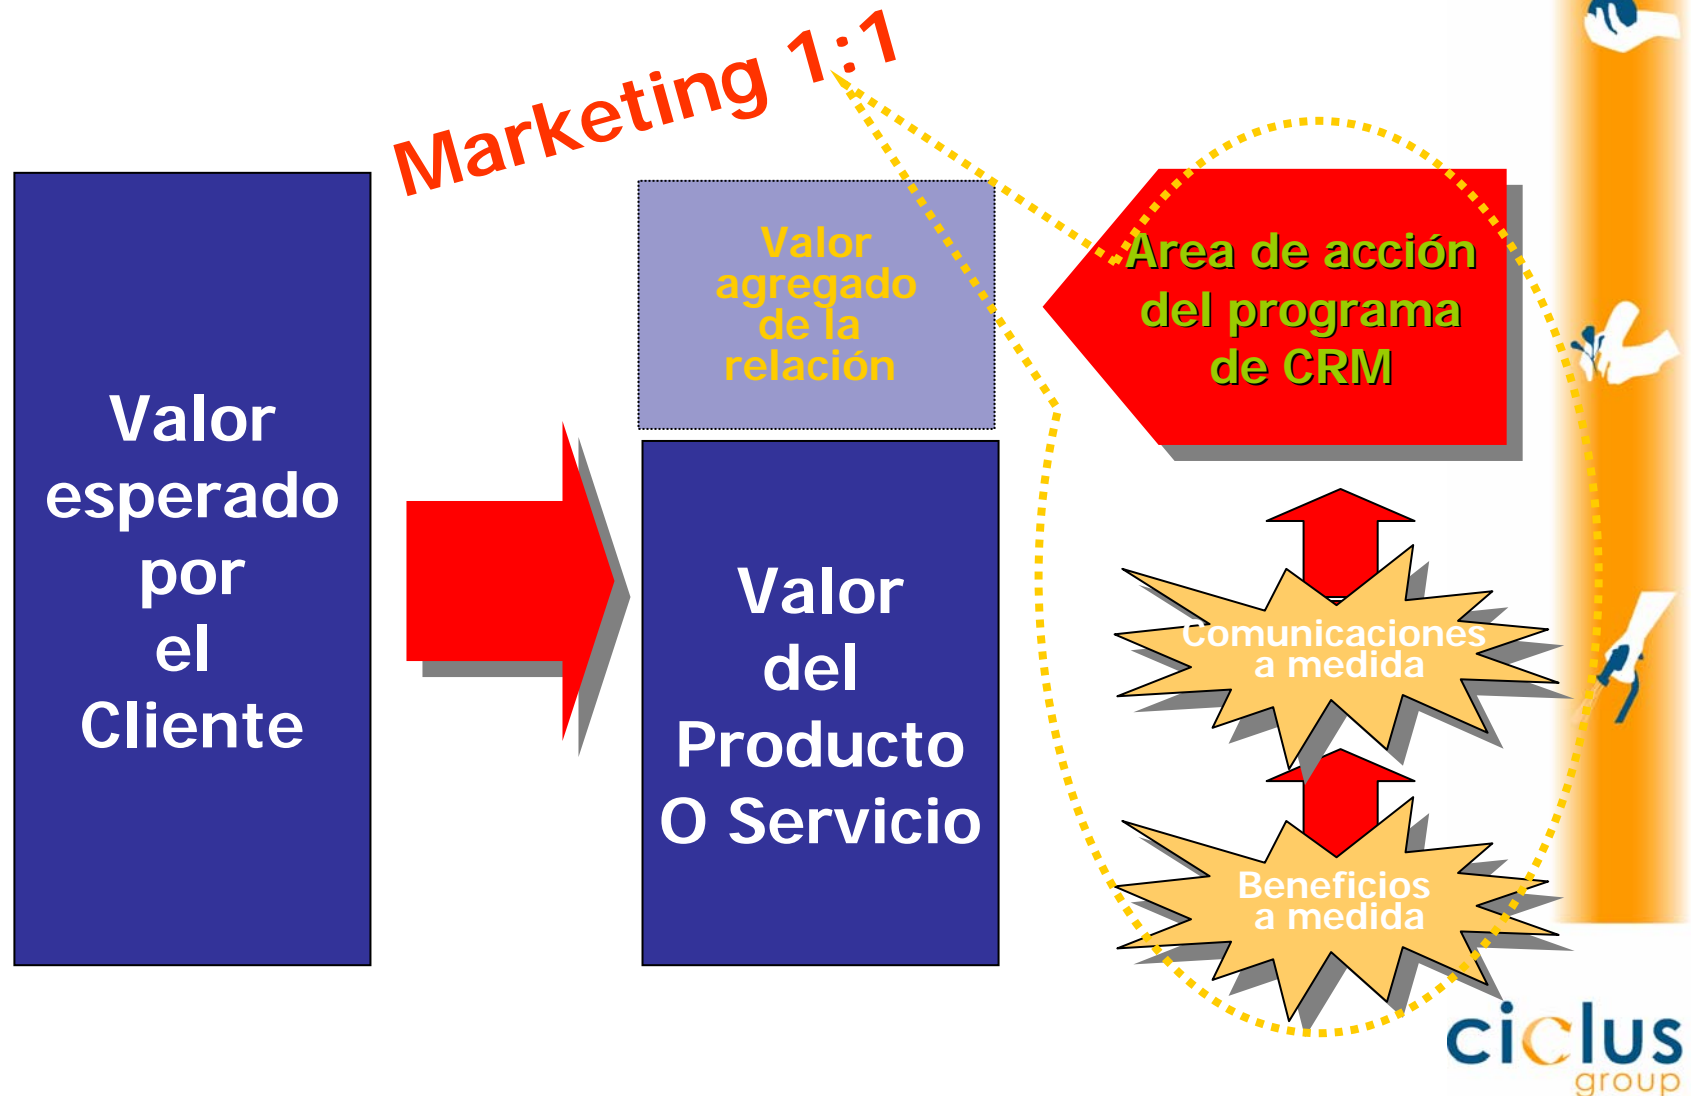 Marketing 1:1
Valor
esperado
por
el
Cliente
Valor
agregado
de la
relación
Valor
del
Producto
O Servicio
Area de acción
del programa
de CRM
Comunicaciones
a medida
Beneficios
a medida
ciclus
group